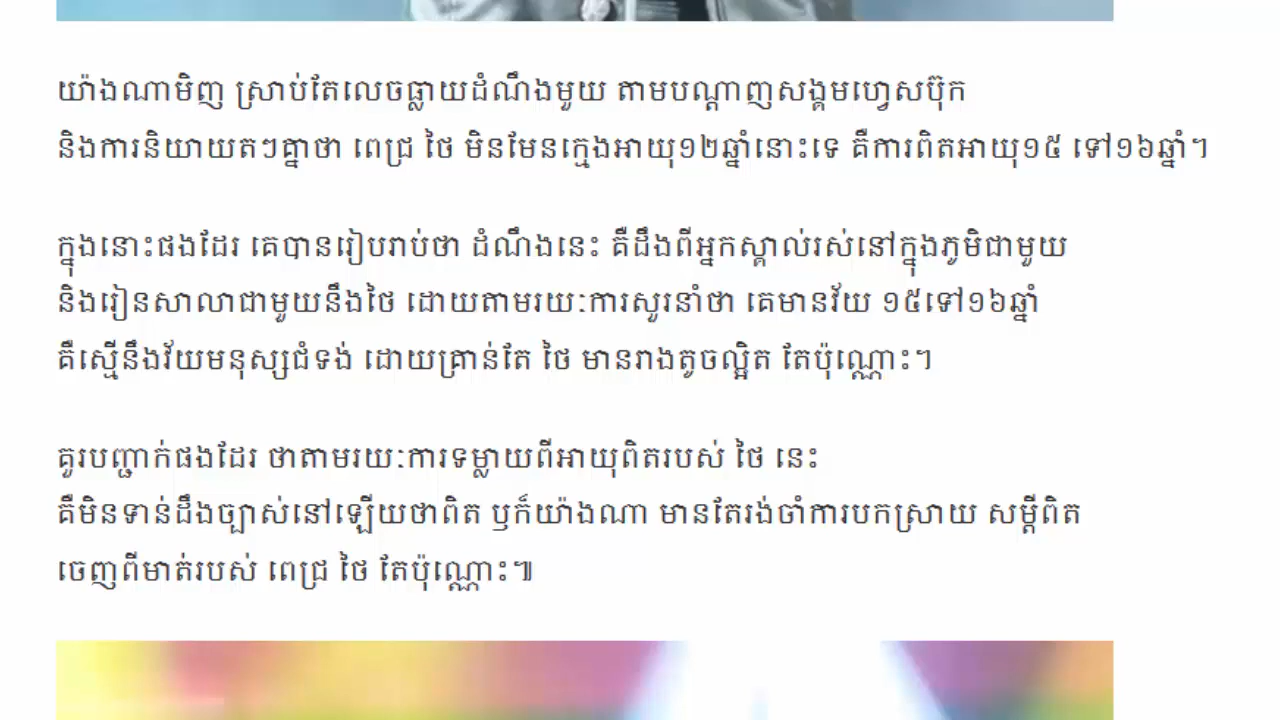 យ៉ាងណាមិញ ស្រាប់តែលេចធ្លាយដំណឹងមួយ តាមបណ្តាញសង្គមហ្វេសប៊ុក
និងការនិយាយតៗគ្នាថា ពេជ្រ ថៃ មិនមែនក្មេងអាយុ១២ឆ្នាំនោះទេ គឺការពិតអាយុ១៥ ទៅ១៦ឆ្នាំ។
ក្នុងនោះផងដែរ គេបានរៀបរាប់ថា ដំណឹងនេះ គឺដឹងពីអ្នកស្គាល់រស់នៅក្នុងភូមិជាមួយ
និងរៀនសាលាជាមួយនឹងថៃ ដោយតាមរយៈការសួរនាំថា គេមានវ័យ ១៥ទៅ១៦ឆ្នាំ
គឺស្មើនឹងវ័យមនុស្សជំទង់ ដោយគ្រាន់តែ ថៃ មានរាងតូចល្អិត តែប៉ុណ្ណោះ។
គួរបញ្ជាក់ផងដែរ ថាតាមរយៈការទម្លាយពីអាយុពិតរបស់ ថៃ នេះ
គឺមិនទាន់ដឹងច្បាស់នៅឡើយថាពិត ឫក៏យ៉ាងណា មានតែរង់ចាំការបកស្រាយ សម្តីពិត
ចេញពីមាត់របស់ ពេជ្រ ថៃ តែប៉ុណ្ណោះ៕